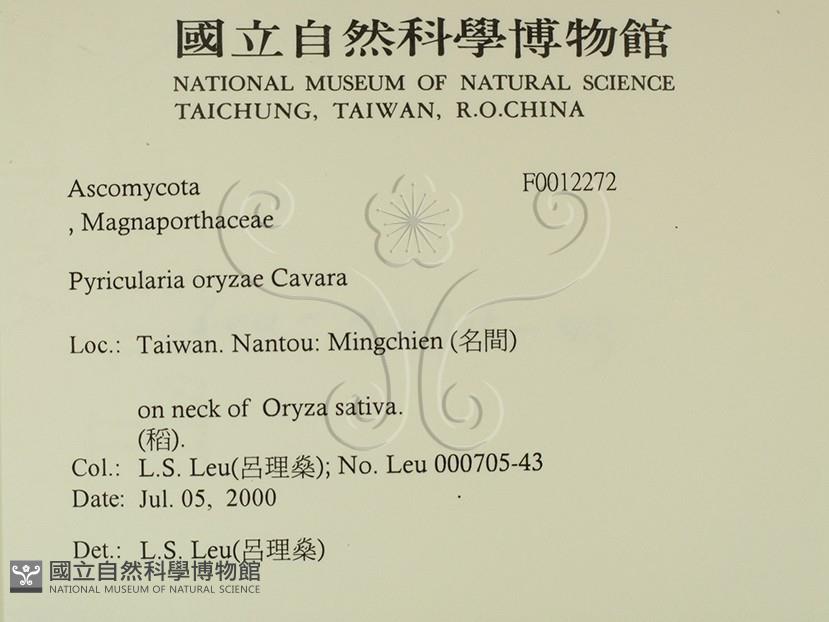 國立自然科學博物館
NATIONAL MUSEUM OF NATURAL SCIENCE
TAICHUNG, TAIWAN, R.O.CHINA
Ascomycota F0012272
, Magnaporthaceae
Pyricularia oryzae Cavara
Loc.: Taiwan. Nantou: Mingchien (名間)
on neck of Oryza sativa.
(稻).
Col.: L.S. Leu(呂理燊); No. Leu 000705-43
Date: Jul. 05, 2000
Det.: L.S. Leu(呂理燊)
國立自然科學博物館
NATIONAL MUSEUM OF NATURAL SCIENCE